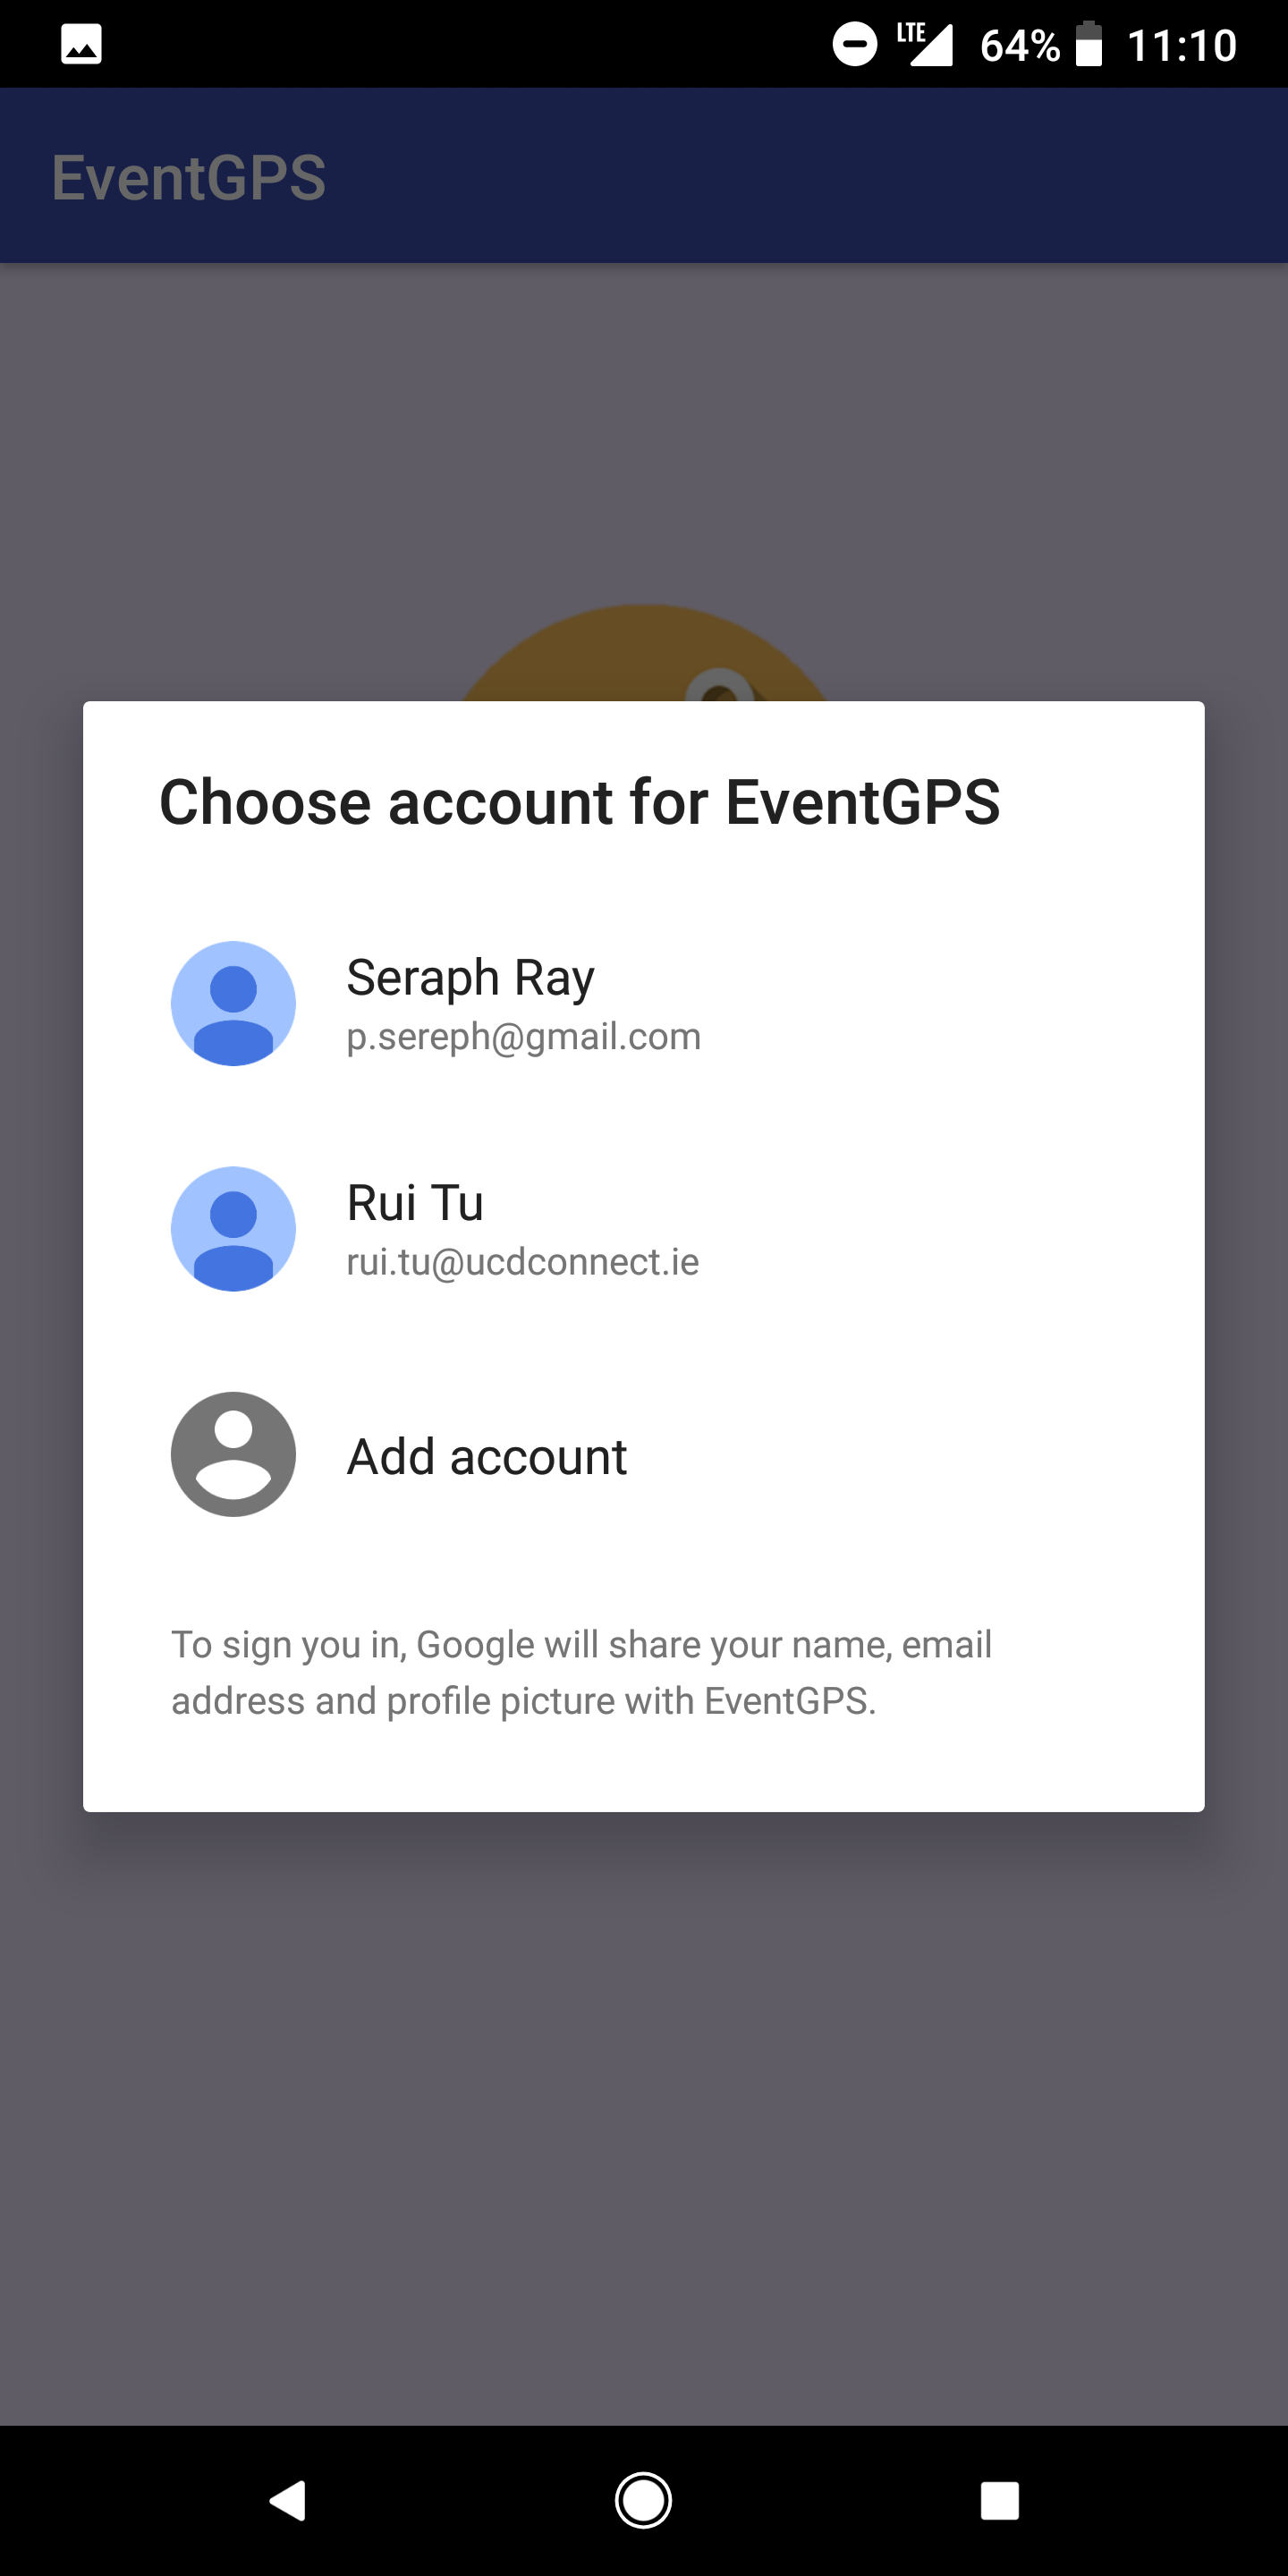 LTE 64% 11:10
EventGPS
Choose account for EventGPS
Seraph Ray
p.sereph@gmail.com
Rui Tu
rui.tu@ucdconnect.ie
Add account
To sign you in, Google will share your name, email
address and profile picture with EventGPS.